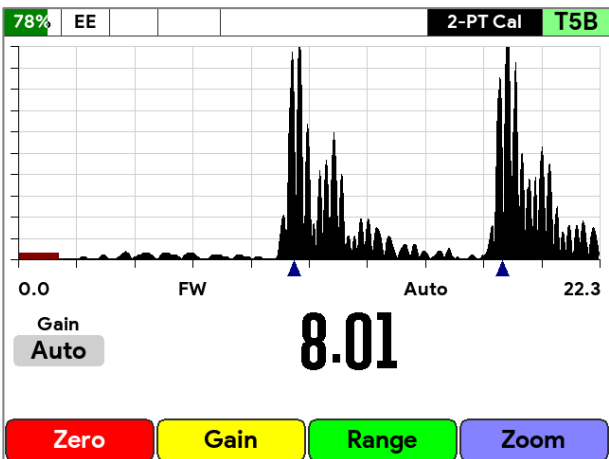 78% EE 2-PT Cal T5B
0.0 FW Auto 22.3
Gain
Auto
8.01
Zero Gain Range Zoom